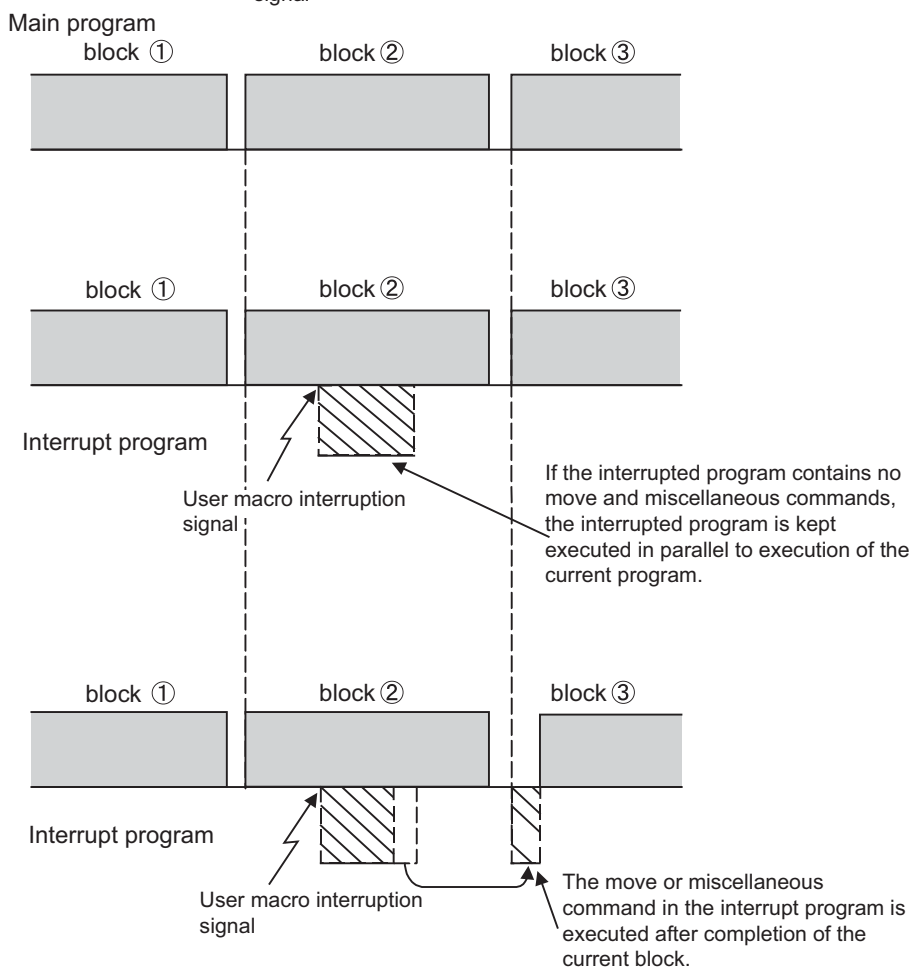 signal
Main program
block ①
block ②
block ③
block ①
block ②
block ③
Interrupt program
User macro interruption
signal
If the interrupted program contains no
move and miscellaneous commands,
the interrupted program is kept
executed in parallel to execution of the
current program.
block ①
block ②
block ③
Interrupt program
User macro interruption
signal
The move or miscellaneous
command in the interrupt program is
executed after completion of the
current block.